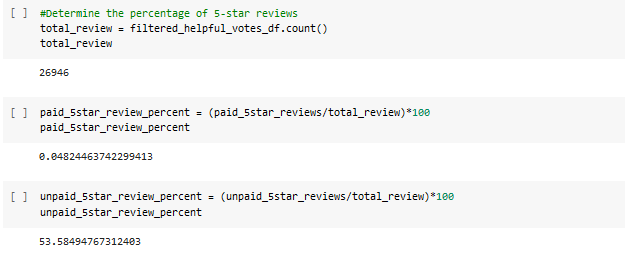 [ ] #Determine the percentage of 5-star reviews
total_review = filtered_helpful_votes_df.count()
total_review
26946
[ ] paid_5star_review_percent = (paid_5star_reviews/total_review)*100
paid_5star_review_percent
0.04824463742299413
[ ] unpaid_5star_review_percent = (unpaid_5star_reviews/total_review)*100
unpaid_5star_review_percent
53.58494767312403